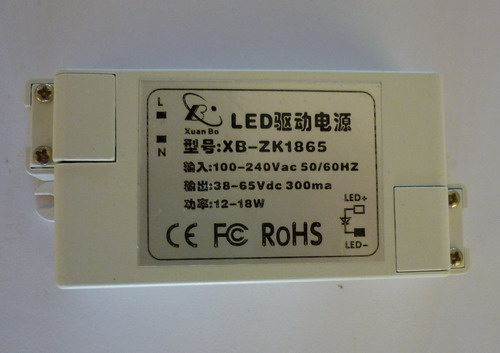 L
N
Xuan Bo
LED驱动电源
型号:XB-ZK1865
输入:100-240Vac 50/60HZ
输出:38-65Vdc 300ma
功率:12-18W
LED+
LED-
CE FC RoHS